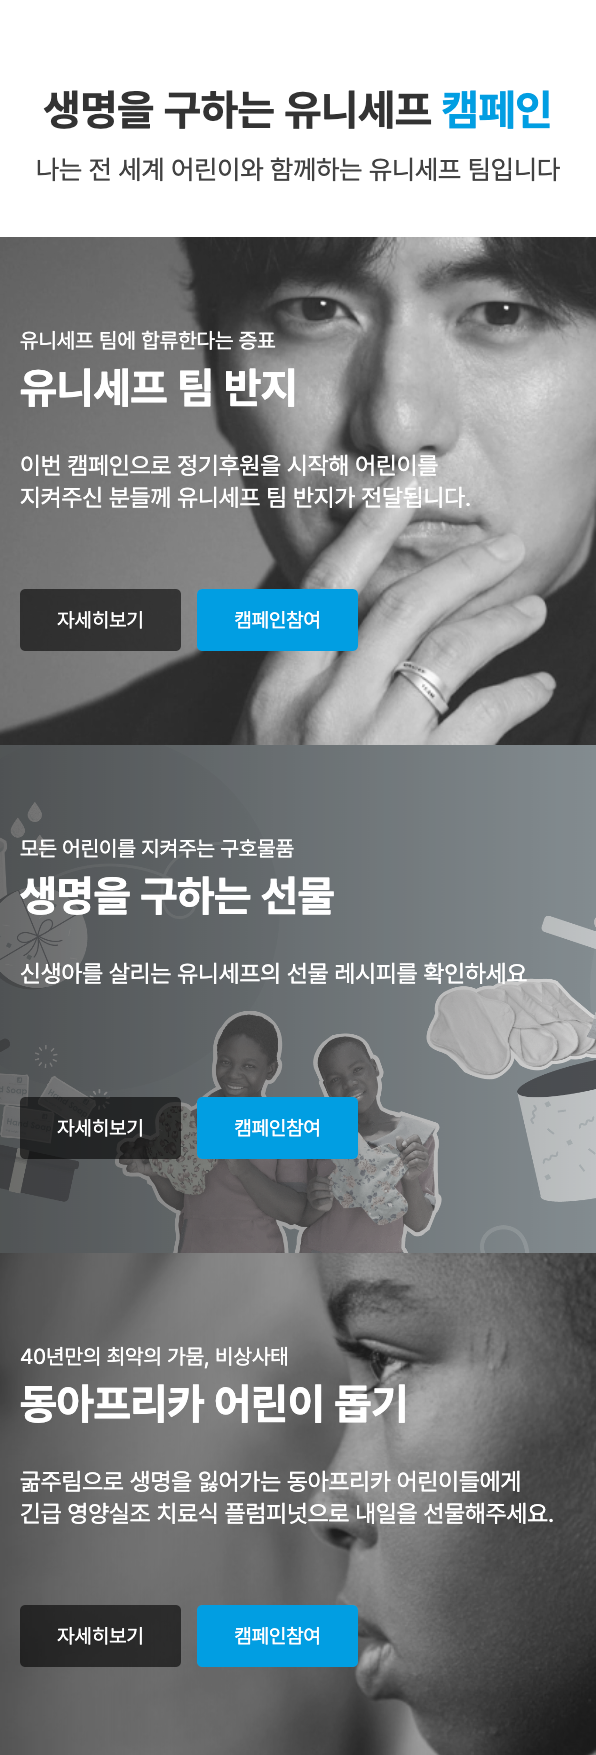 생명을 구하는 유니세프 캠페인
나는 전 세계 어린이와 함께하는 유니세프 팀입니다
유니세프 팀에 합류한다는 증표
유니세프 팀 반지
이번 캠페인으로 정기후원을 시작해 어린이를
지켜주신 분들께 유니세프 팀 반지가 전달됩니다.
자세히보기
캠페인참여
모든 어린이를 지켜주는 구호물품
생명을 구하는 선물
신생아를 살리는 유니세프의 선물 레시피를 확인하세요
자세히보기
캠페인참여
40년만의 최악의 가뭄, 비상사태
동아프리카 어린이 돕기
굶주림으로 생명을 잃어가는 동아프리카 어린이들에게
긴급 영양실조 치료식 플럼피넛으로 내일을 선물해주세요.
자세히보기
캠페인참여